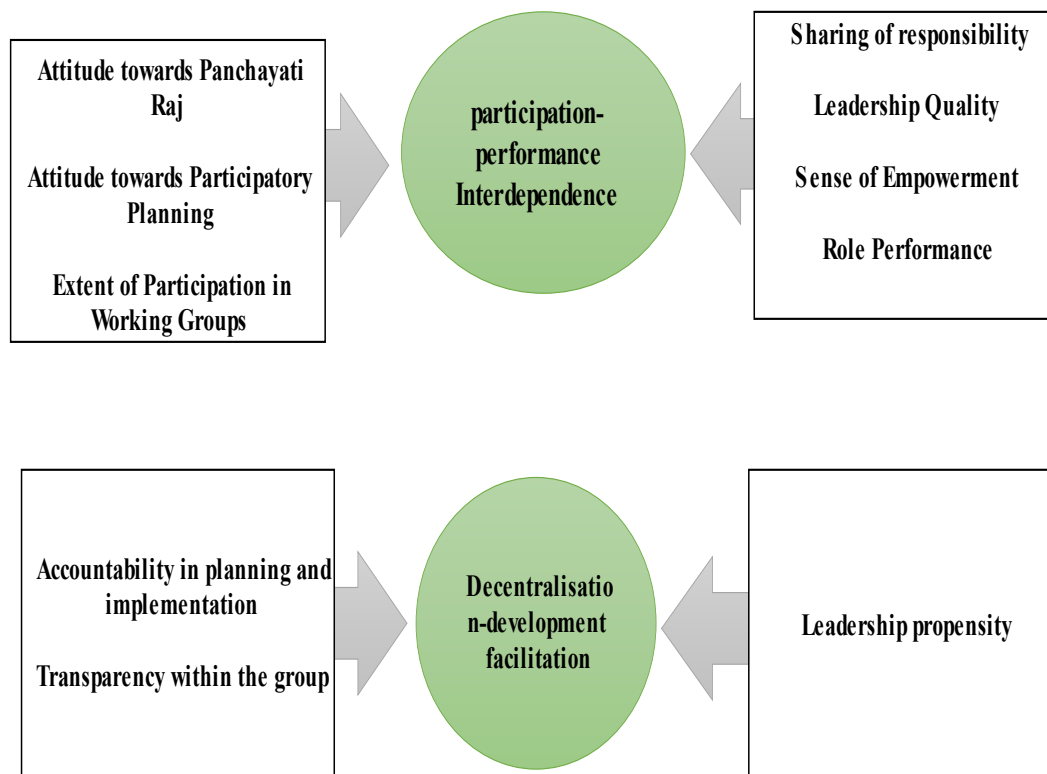 Attitude towards Panchayati
Raj
Attitude towards Participatory
Planning
Extent of Participation in
Working Groups
participation-
performance
Interdependence
Sharing of responsibility
Leadership Quality
Sense of Empowerment
Role Performance
Accountability in planning and
implementation
Transparency within the group
Decentralisatio
n-development
facilitation
Leadership propensity